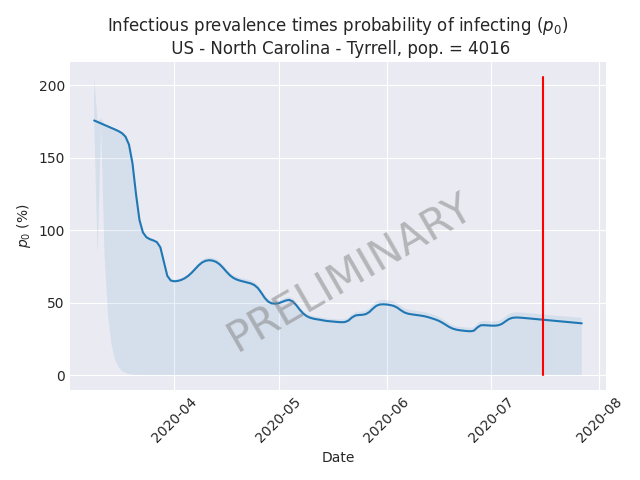 Infectious prevalence times probability of infecting (p₀)
US - North Carolina - Tyrrell, pop. = 4016
p₀ (%)
200
150
100
50
0
PRELIMINARY
2020-04
2020-05
2020-06
2020-07
2020-08
Date